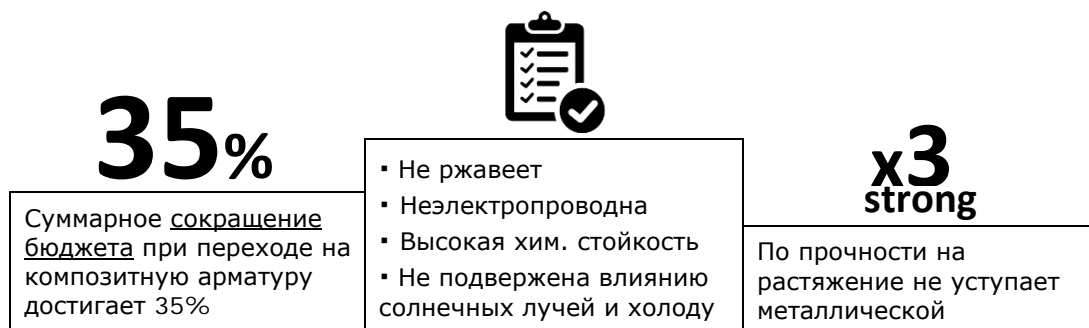 35%
Суммарное сокращение
бюджета при переходе на
композитную арматуру
достигает 35%
· Не ржавеет
· Неэлектропроводна
· Высокая хим. стойкость
· Не подвержена влиянию
солнечных лучей и холоду
x3
strong
По прочности на
растяжение не уступает
металлической